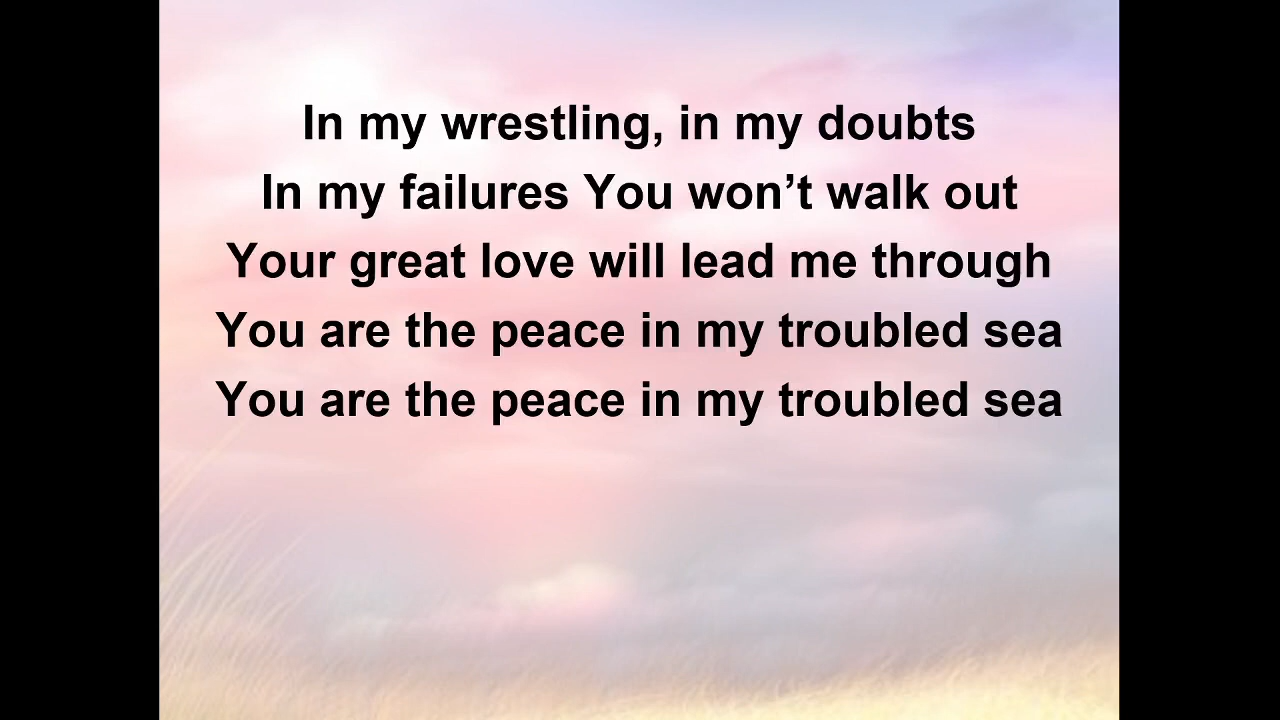 In my wrestling, in my doubts
In my failures You won’t walk out
Your great love will lead me through
You are the peace in my troubled sea
You are the peace in my troubled sea